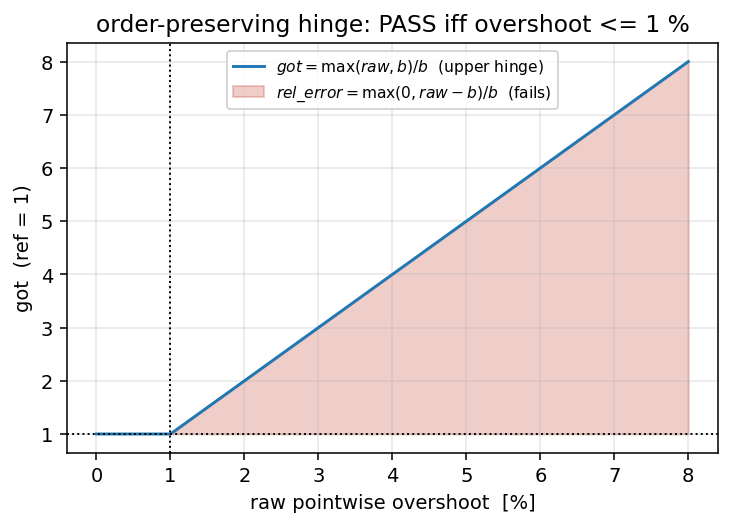 order-preserving hinge: PASS iff overshoot <= 1 %
got = max(raw, b)/b (upper hinge)
rel_error = max(0, raw − b)/b (fails)
8
7
6
5
4
3
2
1
got (ref = 1)
0 1 2 3 4 5 6 7 8
raw pointwise overshoot [%]